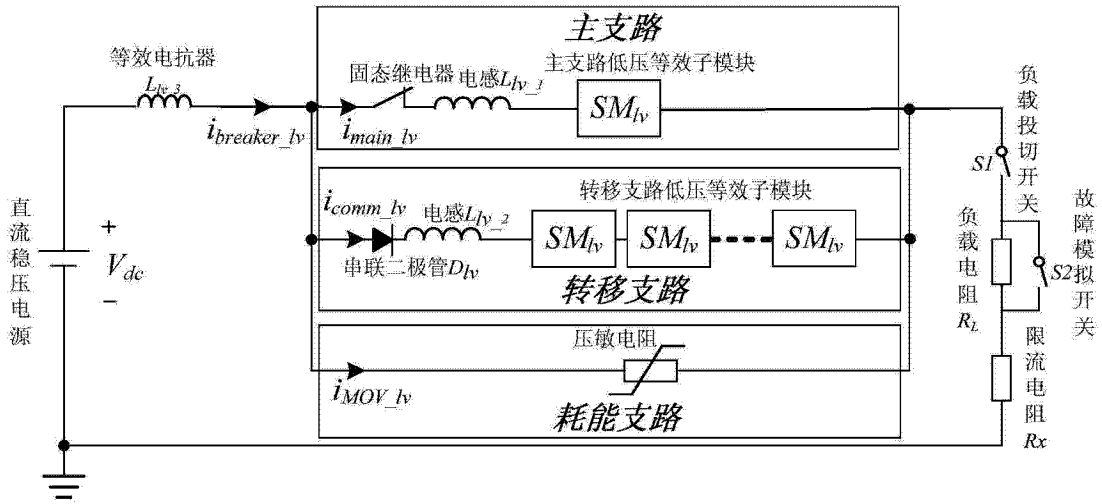 主支路
等效电抗器
L_lv_3
固态继电器
电感L_lv_1
主支路低压等效子模块
SM_lv
i_breaker_lv
i_main_lv
负载投切开关
S1
直流稳压电源
+
V_dc
−
i_comm_lv
电感L_lv_2
转移支路低压等效子模块
SM_lv
SM_lv
SM_lv
串联二极管D_lv
转移支路
负载电阻
R_L
S2
故障模拟开关
压敏电阻
i_MOV_lv
耗能支路
限流电阻
Rx